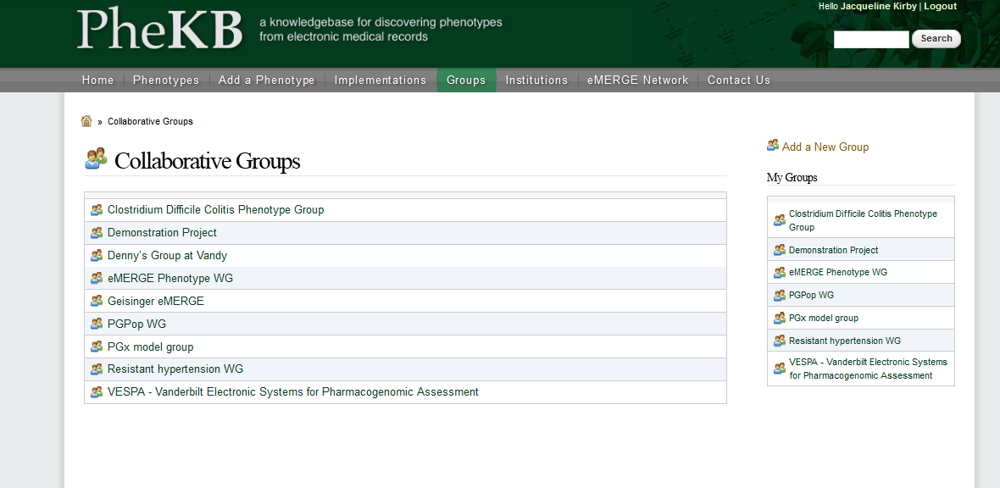 Hello Jacqueline Kirby | Logout
PheKB
a knowledgebase for discovering phenotypes
from electronic medical records
Search
Home
Phenotypes
Add a Phenotype
Implementations
Groups
Institutions
eMERGE Network
Contact Us
» Collaborative Groups
Collaborative Groups
Clostridium Difficile Colitis Phenotype Group
Demonstration Project
Denny's Group at Vandy
eMERGE Phenotype WG
Geisinger eMERGE
PGPop WG
PGx model group
Resistant hypertension WG
VESPA - Vanderbilt Electronic Systems for Pharmacogenomic Assessment
Add a New Group
My Groups
Clostridium Difficile Colitis Phenotype
Group
Demonstration Project
eMERGE Phenotype WG
PGPop WG
PGx model group
Resistant hypertension WG
VESPA - Vanderbilt Electronic Systems
for Pharmacogenomic Assessment